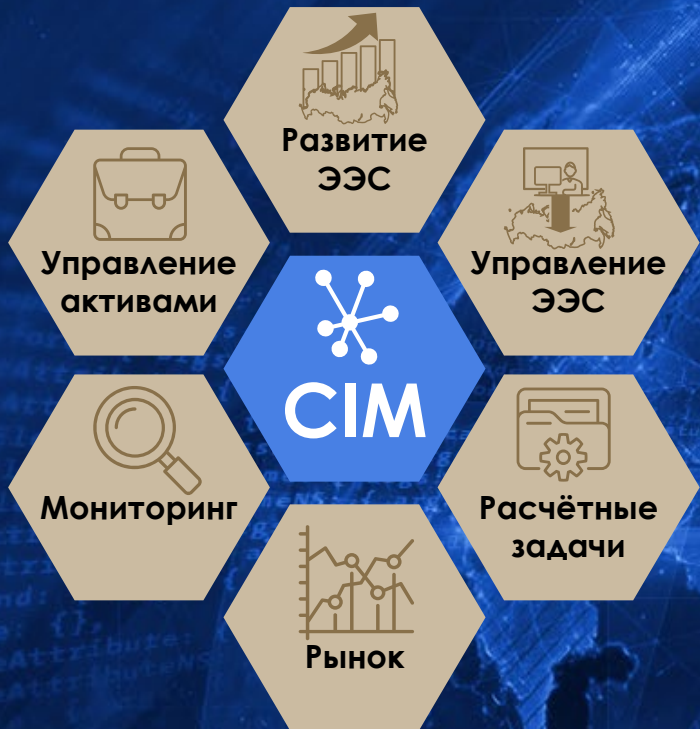 Развитие
ЭЭС
Управление
активами
Управление
ЭЭС
CIM
Мониторинг
Расчётные
задачи
Рынок